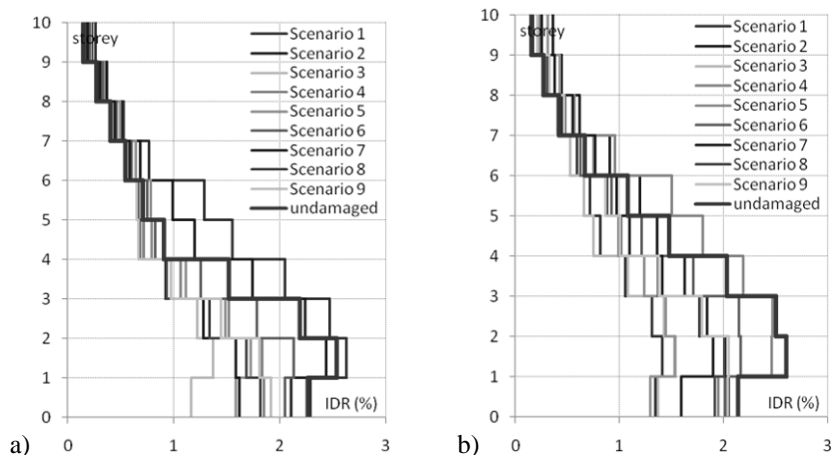 10
9
8
7
6
5
4
3
2
1
0
storey
Scenario 1
Scenario 2
Scenario 3
Scenario 4
Scenario 5
Scenario 6
Scenario 7
Scenario 8
Scenario 9
undamaged
IDR (%)
a)
0 1 2 3
10
9
8
7
6
5
4
3
2
1
0
storey
Scenario 1
Scenario 2
Scenario 3
Scenario 4
Scenario 5
Scenario 6
Scenario 7
Scenario 8
Scenario 9
undamaged
IDR (%)
b)
0 1 2 3